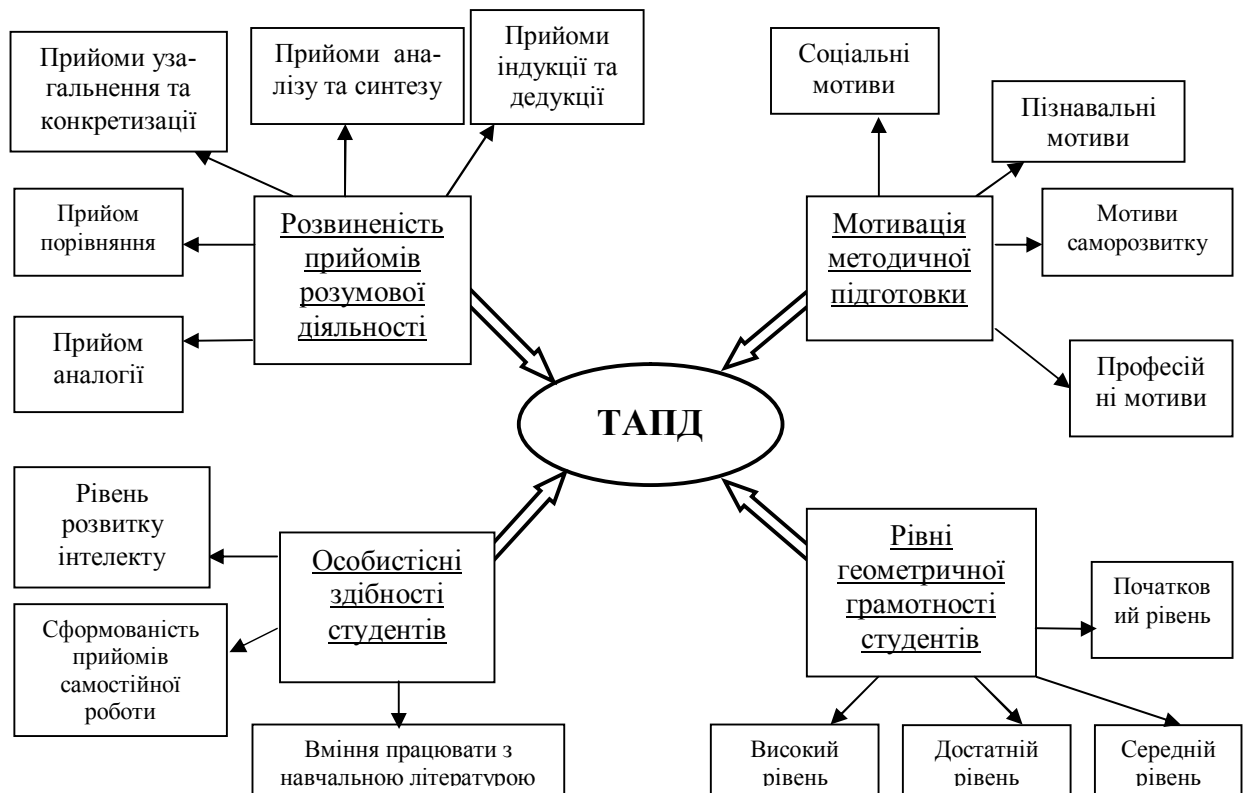 Прийоми уза-
гальнення та
конкретизації
Прийоми ана-
лізу та синтезу
Прийоми
індукції та
дедукції
Соціальні
мотиви
Пізнавальні
мотиви
Прийом
порівняння
Розвиненість
прийомів
розумової
діяльності
Мотивація
методичної
підготовки
Мотиви
саморозвитку
Прийом
аналогії
Професій
ні мотиви
ТАПД
Рівень
розвитку
інтелекту
Особистісні
здібності
студентів
Рівні
геометричної
грамотності
студентів
Початков
ий рівень
Сформованість
прийомів
самостійної
роботи
Вміння працювати з
навчальною літературою
Високий
рівень
Достатній
рівень
Середній
рівень